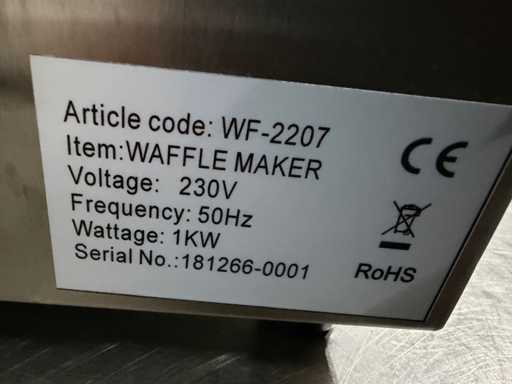 Article code: WF-2207
Item:WAFFLE MAKER
Voltage: 230V
Frequency: 50Hz
Wattage: 1KW
Serial No.:181266-0001
CE
RoHS